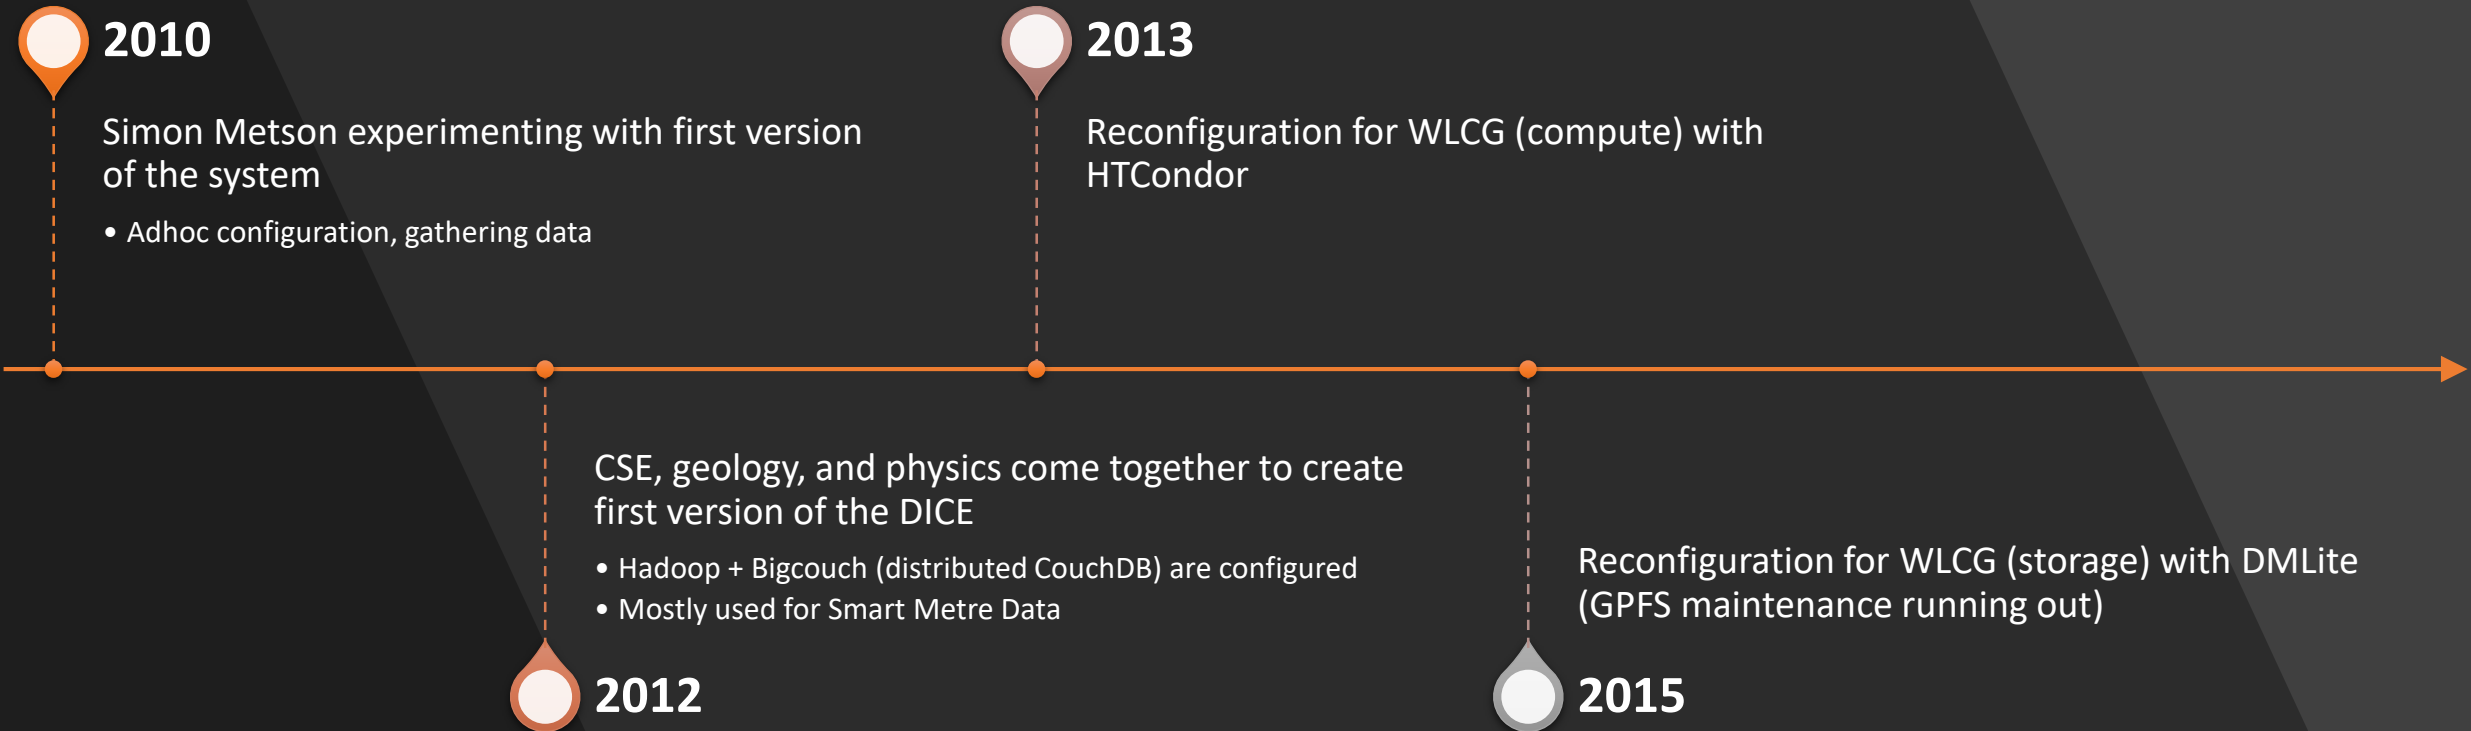 2010
Simon Metson experimenting with first version
of the system
• Adhoc configuration, gathering data
2012
CSE, geology, and physics come together to create
first version of the DICE
• Hadoop + Bigcouch (distributed CouchDB) are configured
• Mostly used for Smart Metre Data
2013
Reconfiguration for WLCG (compute) with
HTCondor
2015
Reconfiguration for WLCG (storage) with DMLite
(GPFS maintenance running out)